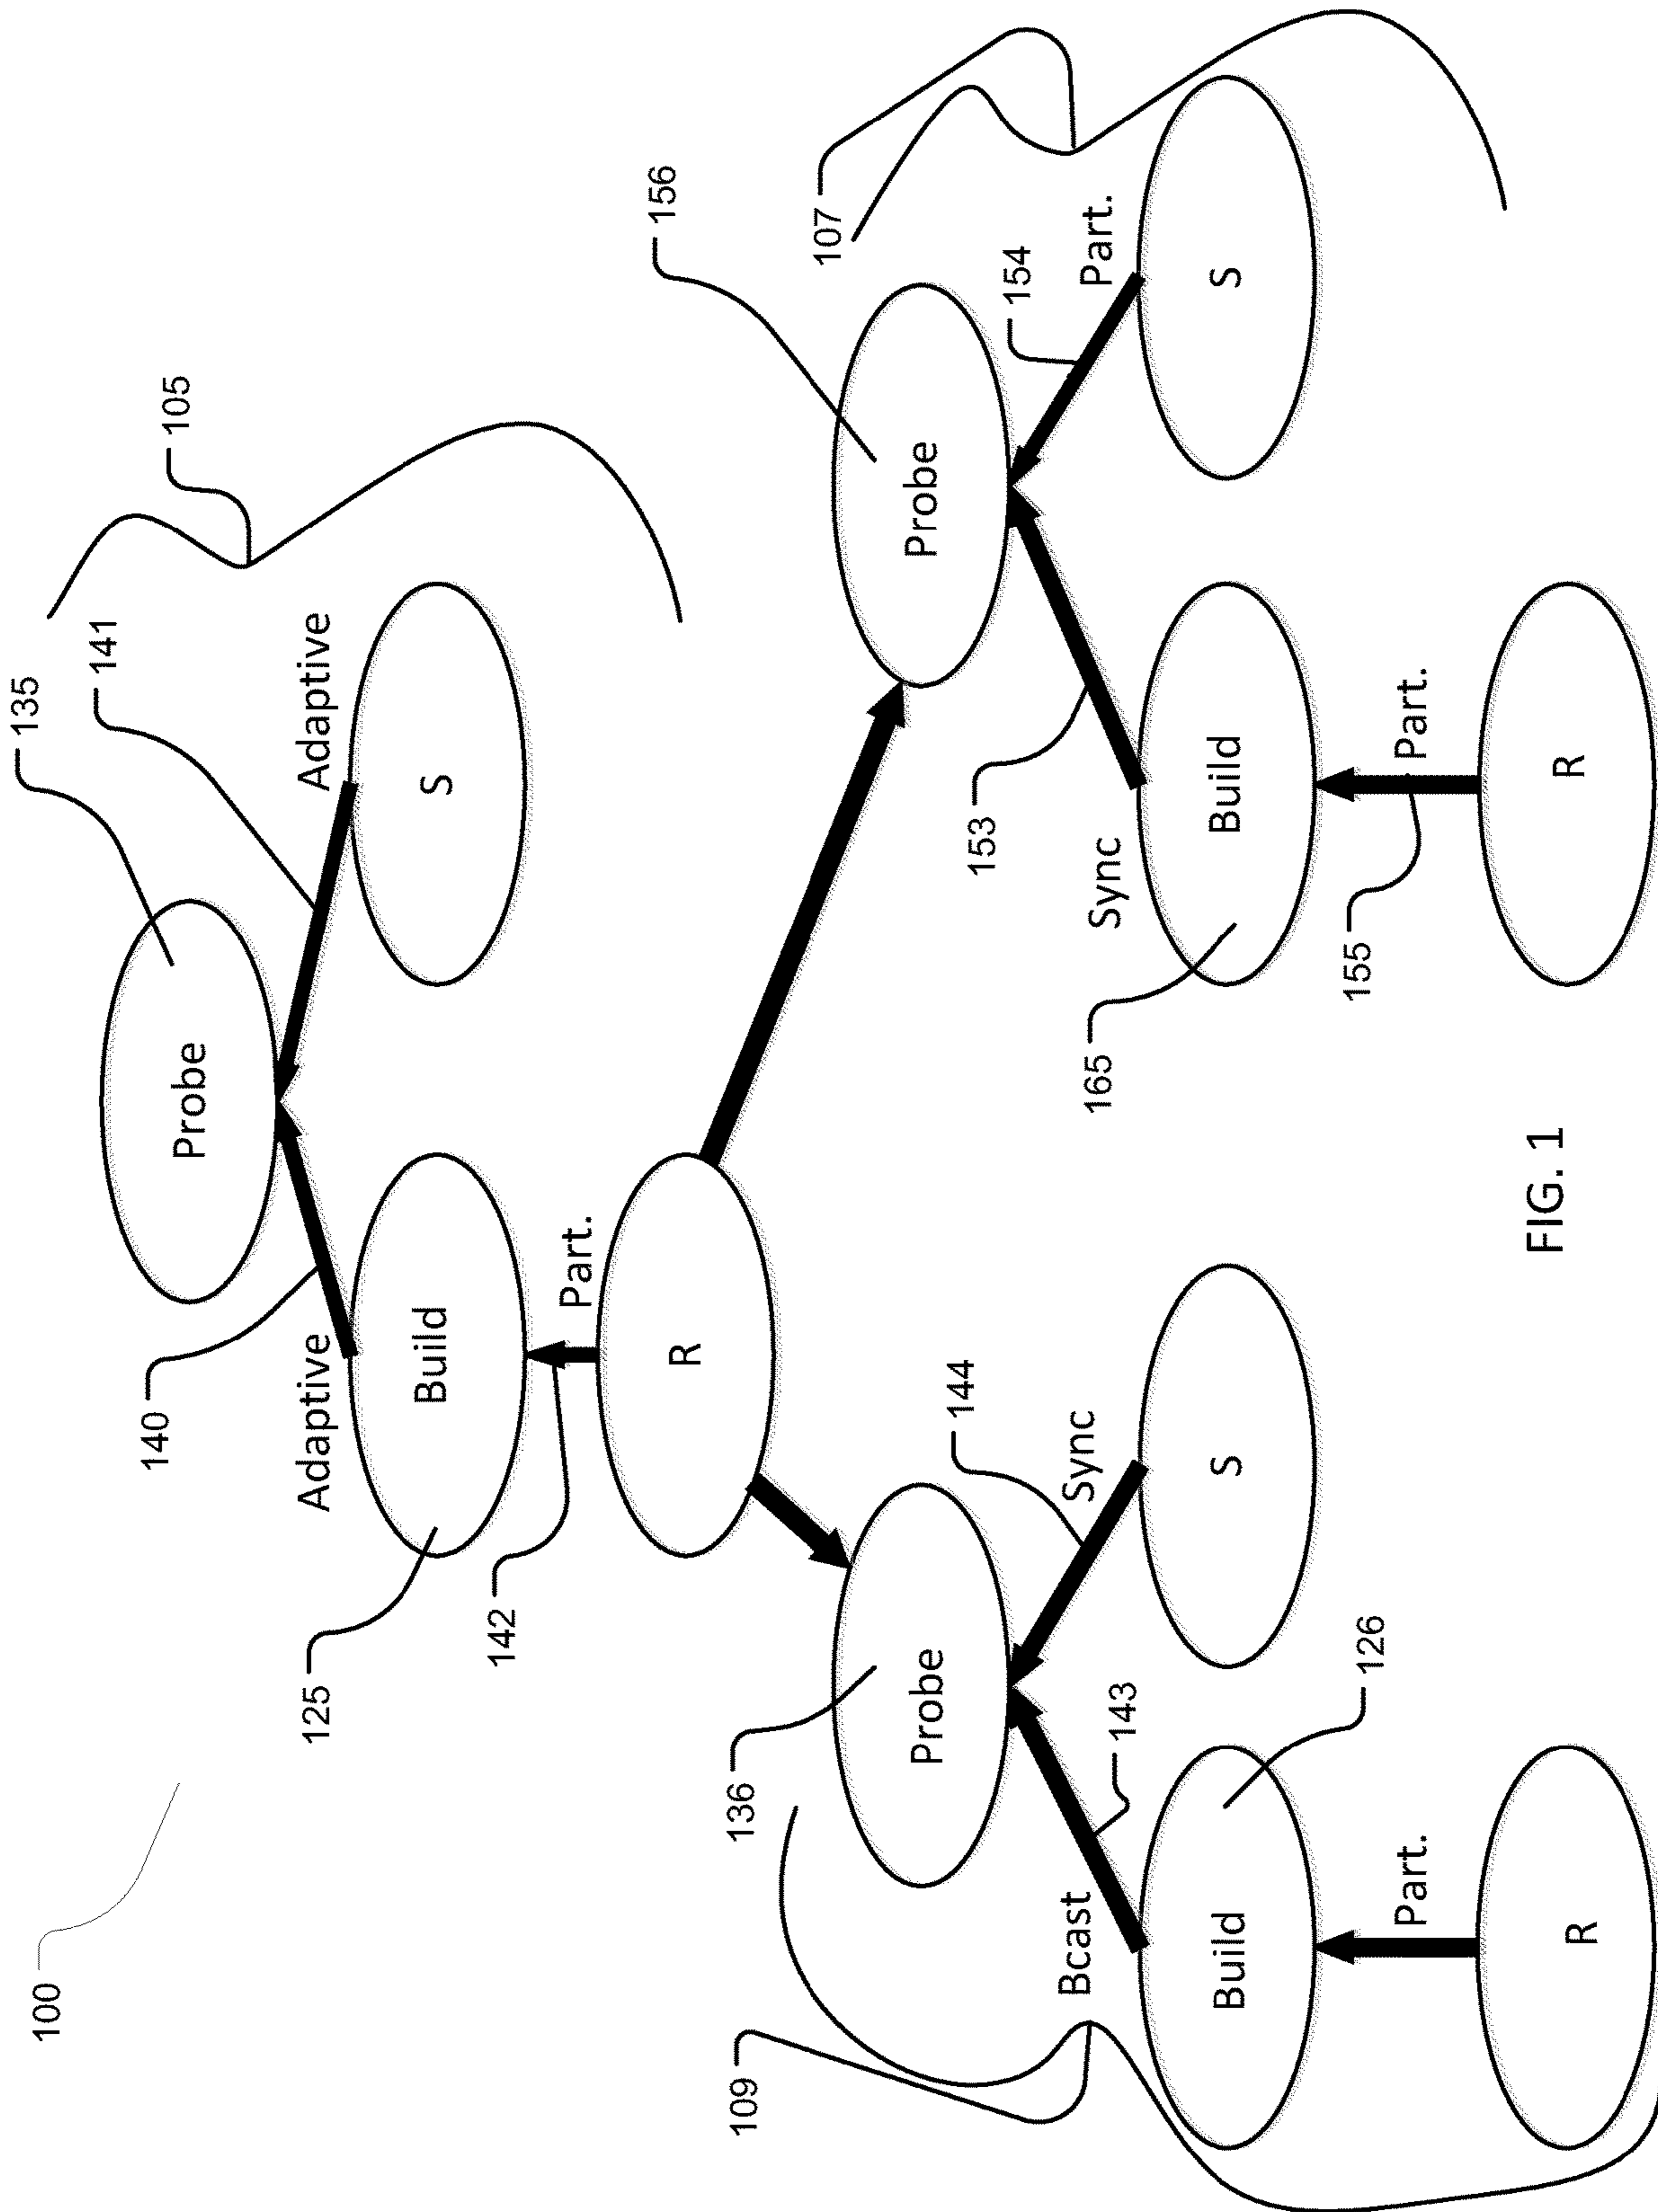 100
135
105
141
140
Probe
Adaptive
Adaptive
125
Build
S
142
Part.
R
156
107
136
Probe
Probe
144
154
109
Bcast
143
Sync
153
Sync
Part.
126
165
Build
S
Build
S
Part.
155
Part.
R
R
FIG. 1